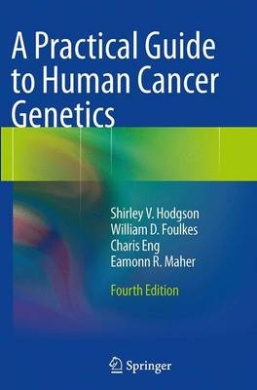 A Practical Guide
to Human Cancer
Genetics
Shirley V. Hodgson
William D. Foulkes
Charis Eng
Eamonn R. Maher
Fourth Edition
Springer